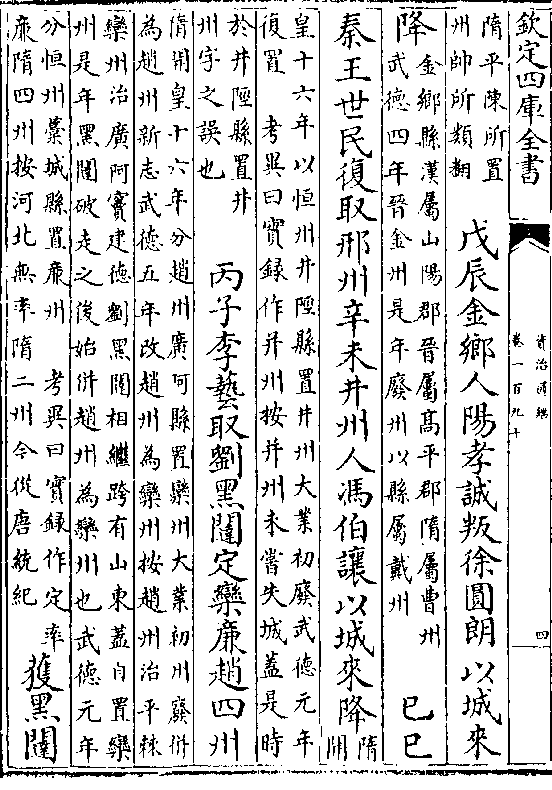 欽定四庫全書
資治通鑑
卷一百九十
四
隋平陳所置
州帥所類翻
戊辰金鄉人陽孝誠叛徐圓朗以城來
降
金鄉縣漢屬山陽郡晉屬髙平郡隋屬曹州
武德四年晉金州是年廢州以縣屬戴州
己巳
秦王世民復取邢州辛未井州人馮伯讓以城來降
隋
開
皇十六年以恒州井陘縣置井州大業初廢武德元年
復置 考異曰實録作并州按并州未嘗失城蓋是時
於井陘縣置井
州字之誤也
丙子李藝取劉黑闥定欒廉趙四州
隋開皇十六年分趙州廣阿縣置欒州大業初州廢併
為趙州新志武德五年改趙州為欒州按趙州治平棘
欒州治廣阿竇建德劉黑闥相繼跨有山東蓋自置欒
州是年黑闥破走之後始併趙州為欒州也武德元年
分恒州藁城縣置廉州 考異曰實録作定率
廉隋四州按河北無率隋二州今從唐統紀
獲黑闥